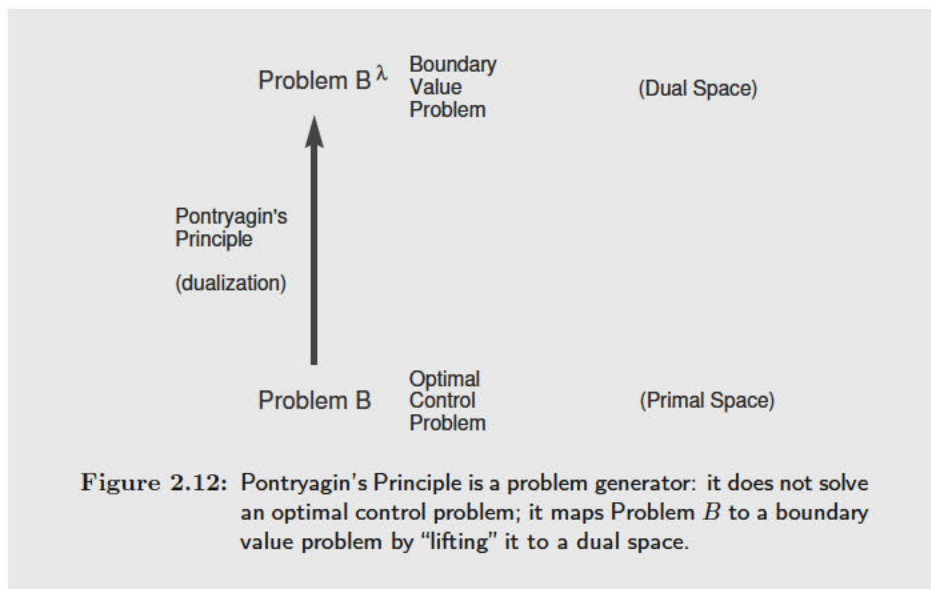 Problem B^λ Boundary Value Problem (Dual Space)
Pontryagin's
Principle
(dualization)
Problem B Optimal Control Problem (Primal Space)
Figure 2.12: Pontryagin's Principle is a problem generator: it does not solve
an optimal control problem; it maps Problem B to a boundary
value problem by “lifting” it to a dual space.